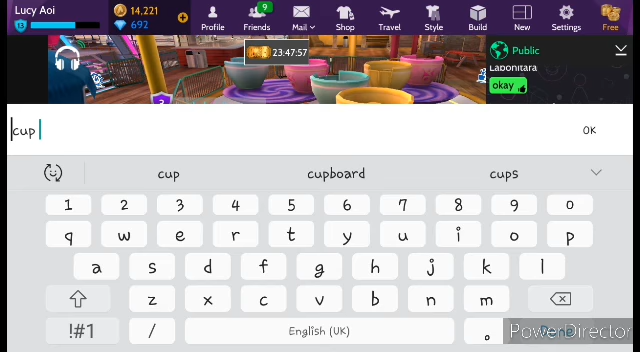 Lucy Aoi
13
14,221
692
Profile
9
Friends
Mail
Shop
Travel
Style
Build
New
Settings
Free
23:47:57
Public
Labonitara
okay
3
cup
OK
cup cupboard cups
1 2 3 4 5 6 7 8 9 0
q w e r t y u i o p
a s d f g h j k l
z x c v b n m
!#1 / English (UK) .
PowerDirector